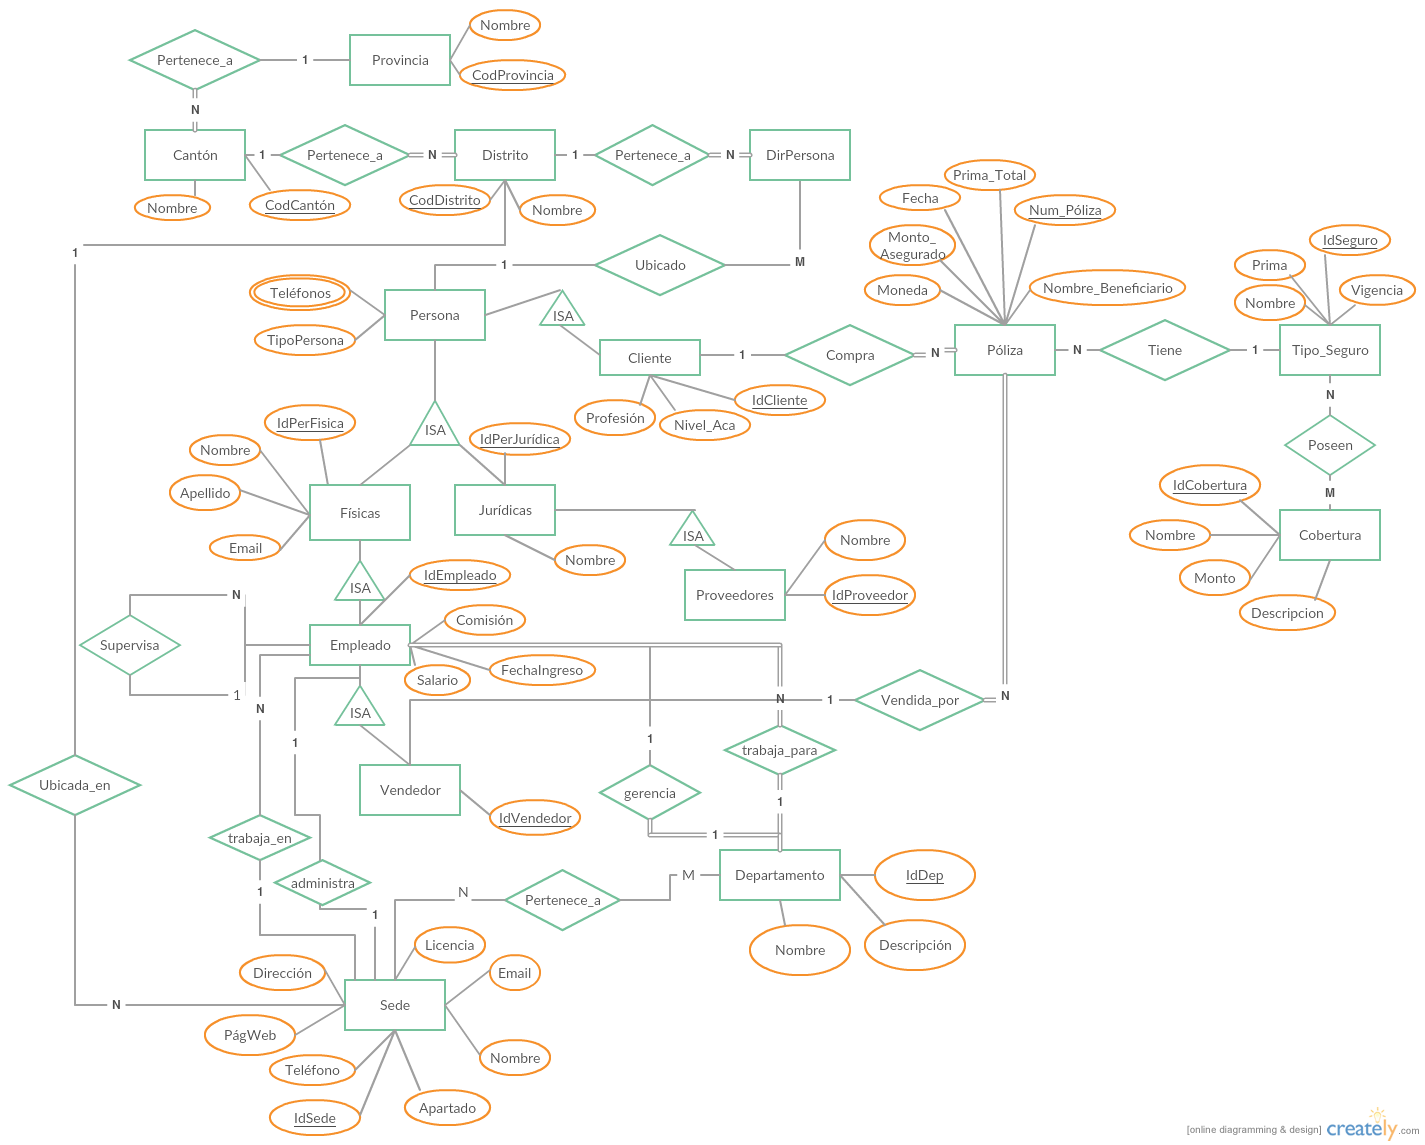 Nombre
Pertenece_a
1
Provincia
CodProvincia
N
Cantón
1
Pertenece_a
N
Distrito
1
Pertenece_a
N
DirPersona
Nombre
CodCantón
CodDistrito
Nombre
Prima_Total
Fecha
Num_Póliza
Monto_
Asegurado
Moneda
Nombre_Beneficiario
IdSeguro
Prima
Nombre
Vigencia
1
1
Ubicado
M
Teléfonos
Persona
TipoPersona
ISA
Cliente
1
Compra
N
Póliza
N
Tiene
1
Tipo_Seguro
Profesión
Nivel_Aca
IdCliente
N
Poseen
M
IdPerFisica
ISA
IdPerJurídica
Nombre
Apellido
Email
Físicas
Jurídicas
Nombre
ISA
Nombre
Proveedores
IdProveedor
IdCobertura
Nombre
Monto
Cobertura
Descripcion
ISA
IdEmpleado
N
Supervisa
1
Empleado
Comisión
FechaIngreso
Salario
N
1
ISA
Vendedor
IdVendedor
1
Vendida_por
N
N
1
trabaja_para
gerencia
1
1
Ubicada_en
trabaja_en
administra
1
1
N
Pertenece_a
M
Departamento
IdDep
Nombre
Descripción
Licencia
Dirección
Email
N
Sede
PágWeb
Teléfono
Nombre
IdSede
Apartado
[online diagramming & design] creately.com